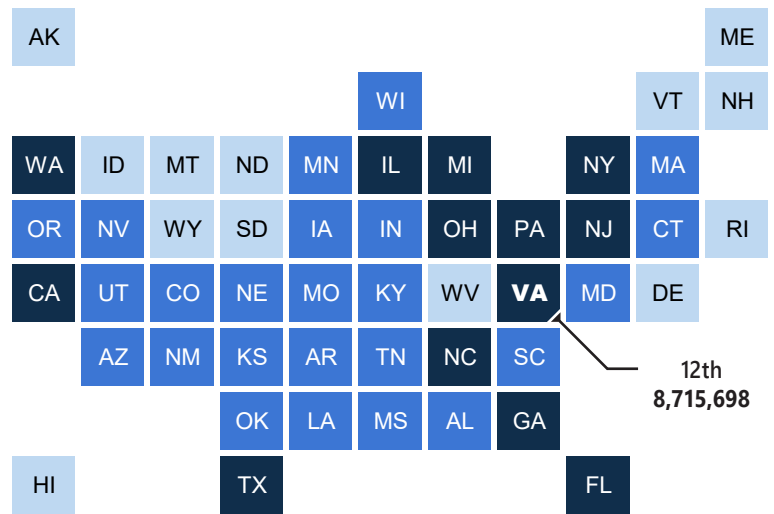 AK ME
WI VT NH
WA ID MT ND MN IL MI NY MA
OR NV WY SD IA IN OH PA NJ CT RI
CA UT CO NE MO KY WV VA MD DE
AZ NM KS AR TN NC SC
12th
8,715,698
OK LA MS AL GA
HI TX FL